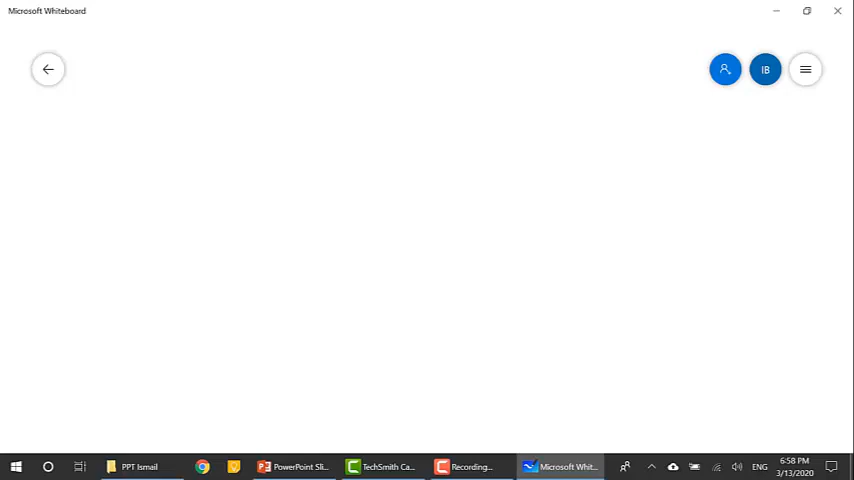 Microsoft Whiteboard
IB
PPT Ismail
PowerPoint Sli...
TechSmith Ca...
Recording...
Microsoft Whit...
ENG
6:58 PM
3/13/2020